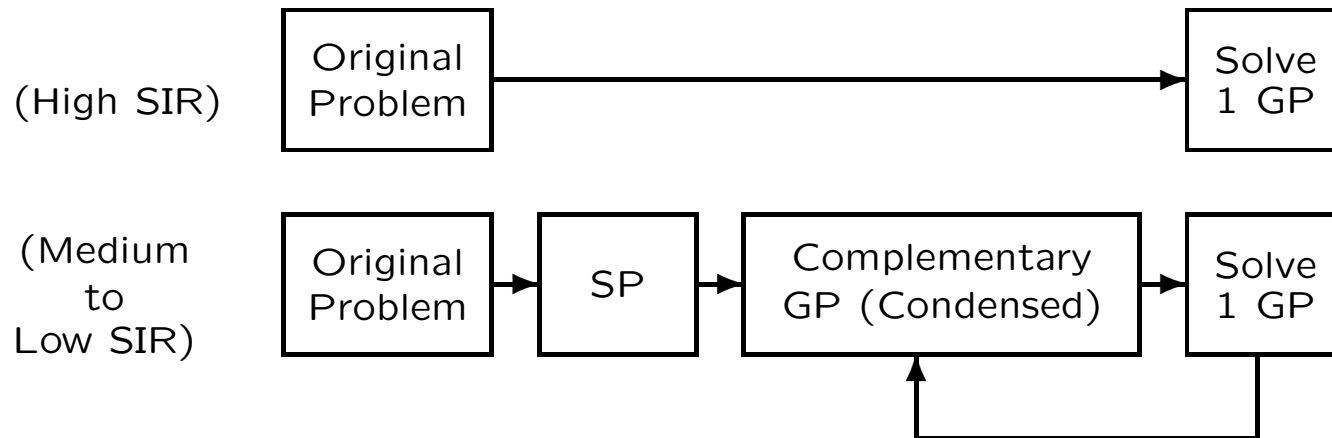 (High SIR)
Original
Problem
Solve
1 GP
(Medium
to
Low SIR)
Original
Problem
SP
Complementary
GP (Condensed)
Solve
1 GP